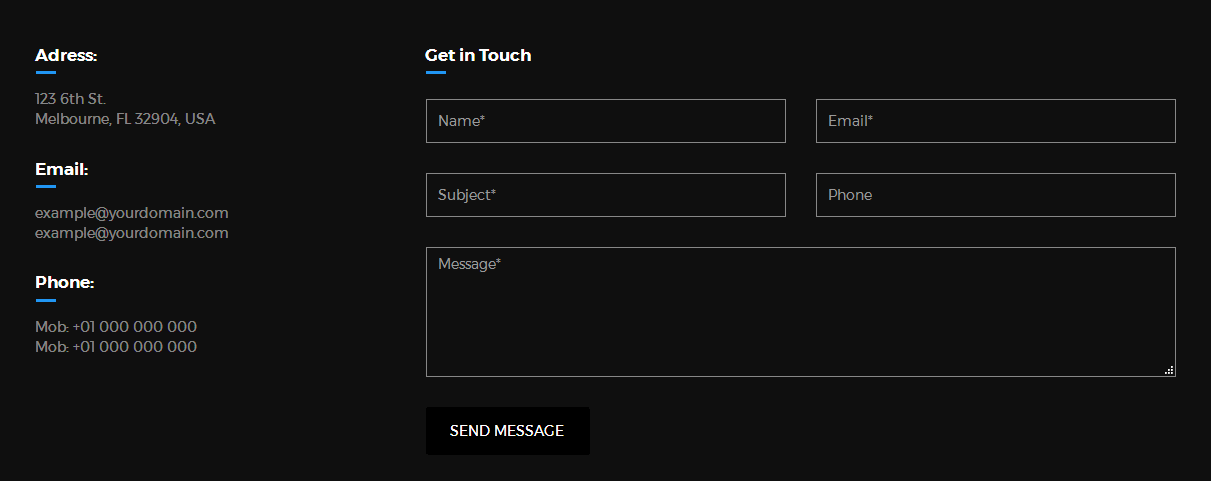 Adress:
123 6th St.
Melbourne, FL 32904, USA
Email:
example@yourdomain.com
example@yourdomain.com
Phone:
Mob: +01 000 000 000
Mob: +01 000 000 000
Get in Touch
Name*
Email*
Subject*
Phone
Message*
SEND MESSAGE